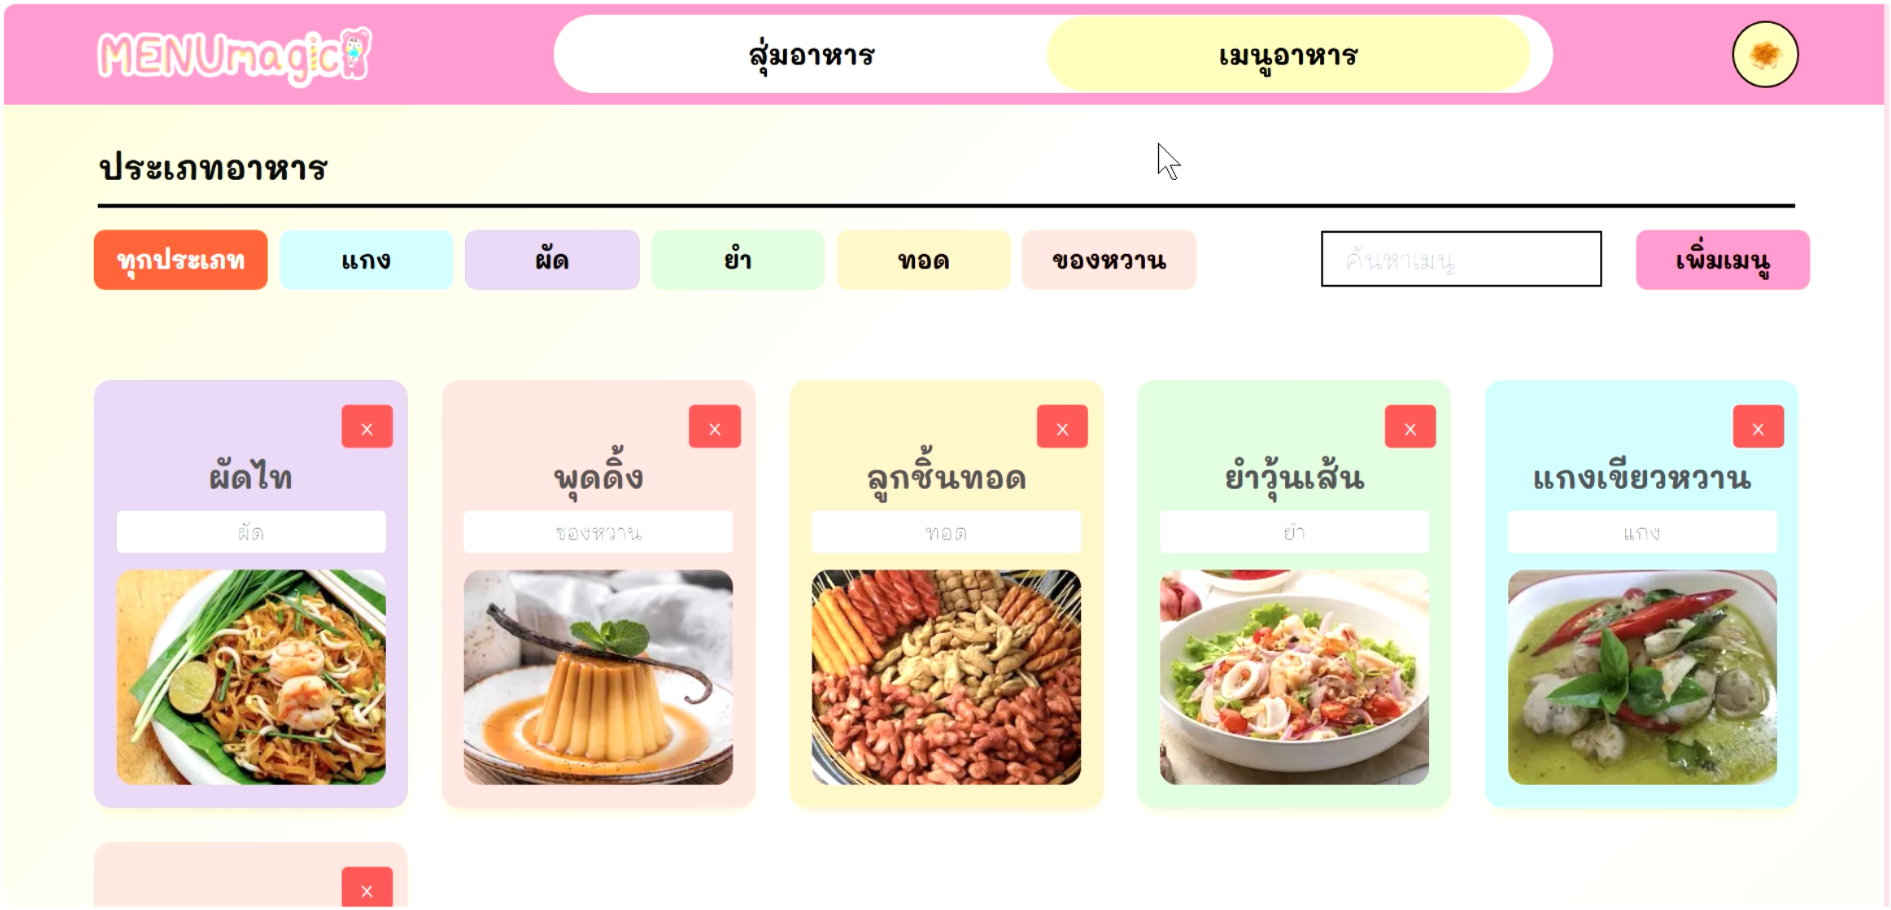 MENUmagic
สุ่มอาหาร
เมนูอาหาร
ประเภทอาหาร
ทุกประเภท
แกง
ผัด
ยำ
ทอด
ของหวาน
ค้นหาเมนู
เพิ่มเมนู
x
x
x
x
x
ผัดไท
พุดดิ้ง
ลูกชิ้นทอด
ยำวุ้นเส้น
แกงเขียวหวาน
ผัด
ของหวาน
ทอด
ยำ
แกง
x